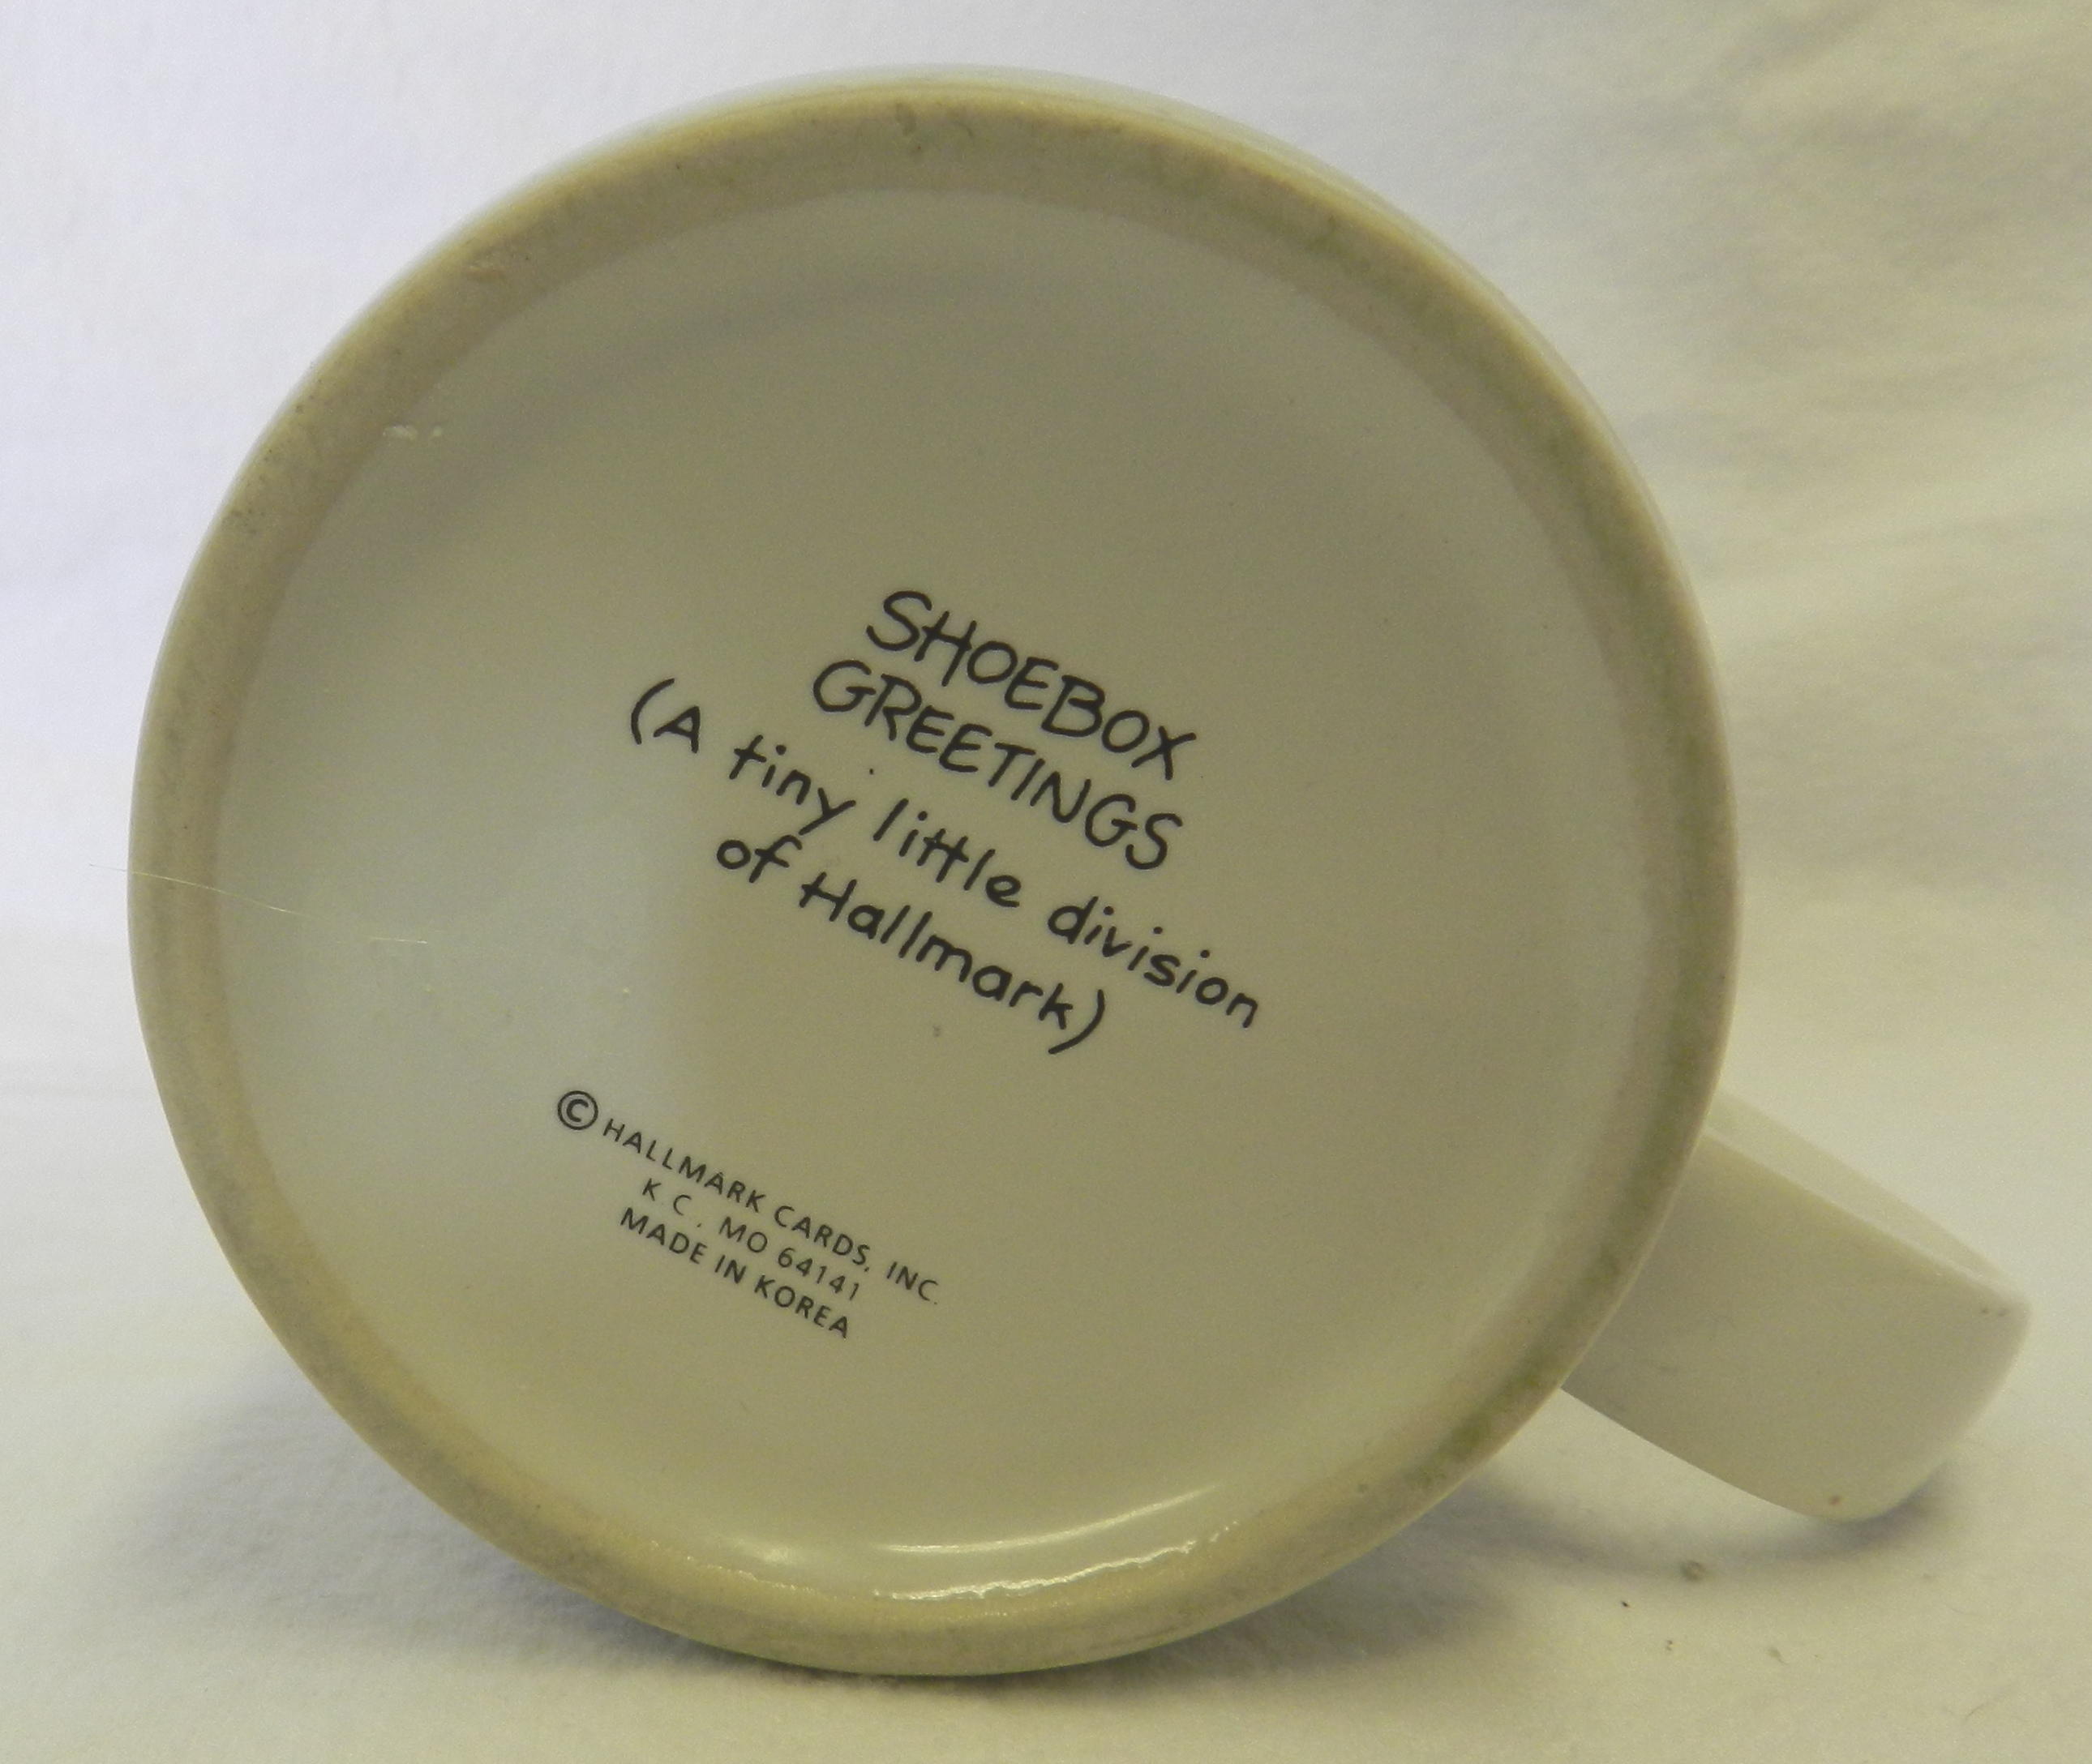 SHOEBOX
GREETINGS
(A tiny little division
of Hallmark)
© HALLMARK CARDS, INC.
K C . MO 64141
MADE IN KOREA